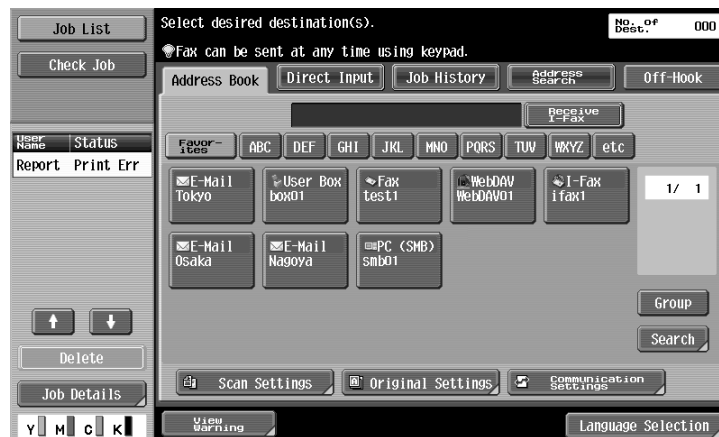 Job List
Check Job
User Name Status
Report Print Err
Delete
Job Details
Y M C K
Select desired destination(s).
No. of Dest. 000
Fax can be sent at any time using keypad.
Address Book Direct Input Job History Address Search Off-Hook
Receive I-Fax
Favor-ites ABC DEF GHI JKL MNO PQRS TUV WXYZ etc
E-Mail User Box Fax WebDAV I-Fax
Tokyo box01 test1 WebDAV01 ifax1
1/ 1
E-Mail E-Mail PC (SMB)
Osaka Nagoya smb01
Group
Search
Scan Settings Original Settings Communication Settings
View Warning Language Selection